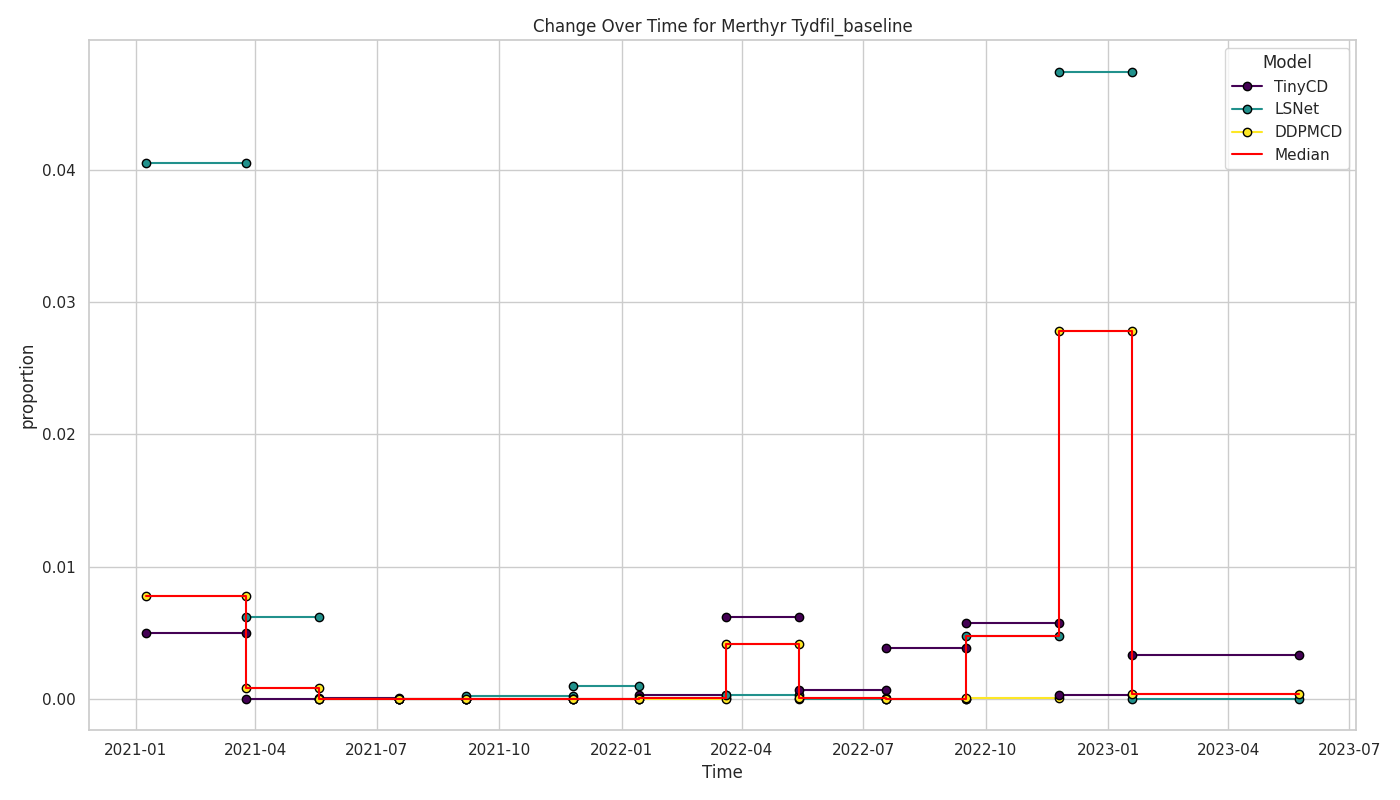 Change Over Time for Merthyr Tydfil_baseline
Model
TinyCD
LSNet
DDPMCD
Median
proportion
0.04
0.03
0.02
0.01
0.00
2021-01 2021-04 2021-07 2021-10 2022-01 2022-04 2022-07 2022-10 2023-01 2023-04 2023-07
Time